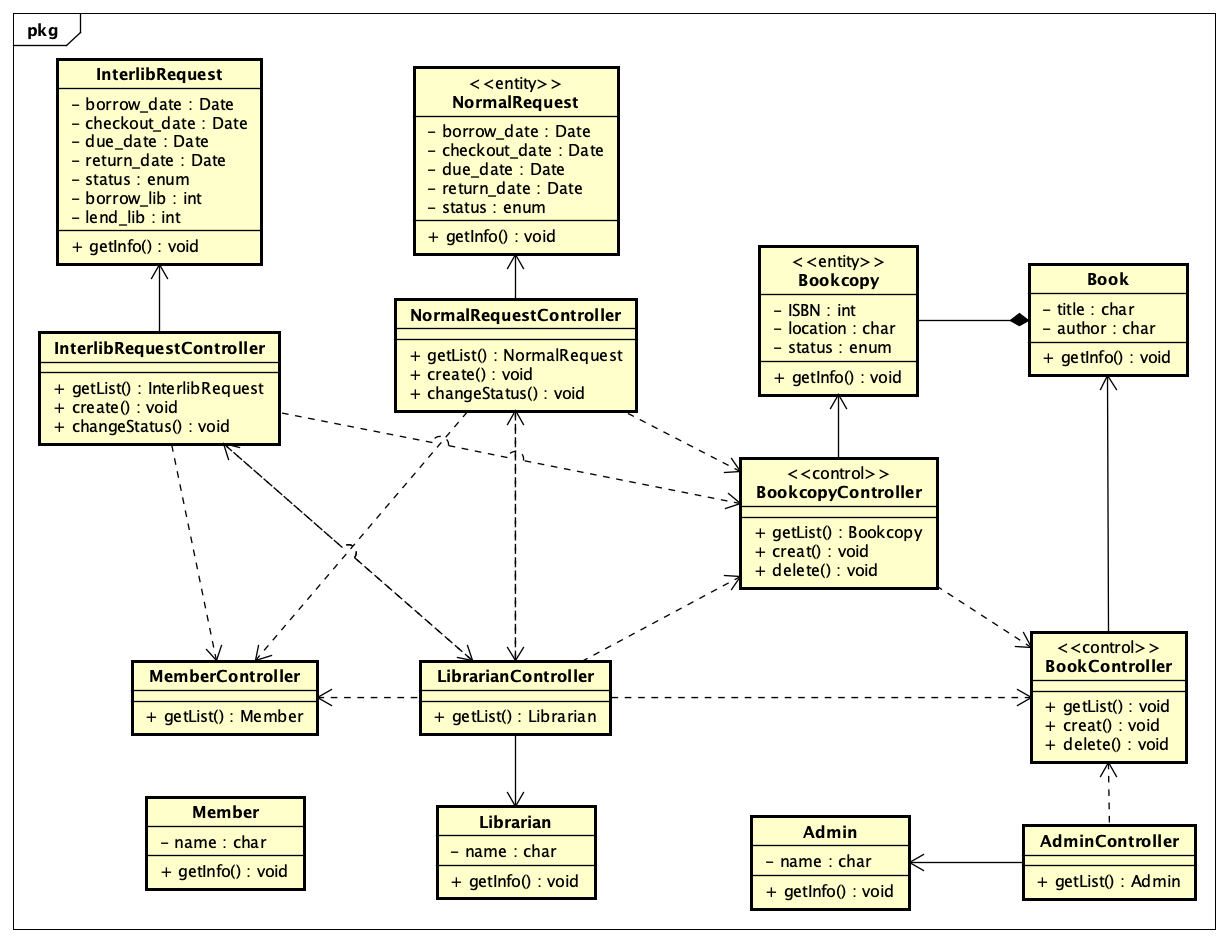 pkg
InterlibRequest
- borrow_date : Date
- checkout_date : Date
- due_date : Date
- return_date : Date
- status : enum
- borrow_lib : int
- lend_lib : int
+ getInfo() : void
<<entity>>
NormalRequest
- borrow_date : Date
- checkout_date : Date
- due_date : Date
- return_date : Date
- status : enum
+ getInfo() : void
<<entity>>
Bookcopy
- ISBN : int
- location : char
- status : enum
+ getInfo() : void
Book
- title : char
- author : char
+ getInfo() : void
InterlibRequestController
+ getList() : InterlibRequest
+ create() : void
+ changeStatus() : void
NormalRequestController
+ getList() : NormalRequest
+ create() : void
+ changeStatus() : void
<<control>>
BookcopyController
+ getList() : Bookcopy
+ creat() : void
+ delete() : void
MemberController
+ getList() : Member
LibrarianController
+ getList() : Librarian
<<control>>
BookController
+ getList() : void
+ creat() : void
+ delete() : void
Member
- name : char
+ getInfo() : void
Librarian
- name : char
+ getInfo() : void
Admin
- name : char
+ getInfo() : void
AdminController
+ getList() : Admin